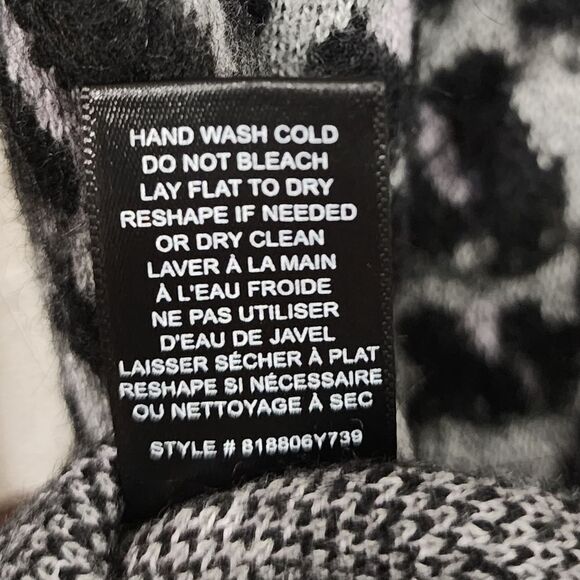 HAND WASH COLD
DO NOT BLEACH
LAY FLAT TO DRY
RESHAPE IF NEEDED
OR DRY CLEAN
LAVER À LA MAIN
À L'EAU FROIDE
NE PAS UTILISER
D'EAU DE JAVEL
LAISSER SÉCHER À PLAT
RESHAPE SI NÉCESSAIRE
OU NETTOYAGE À SEC
STYLE # 818806Y739